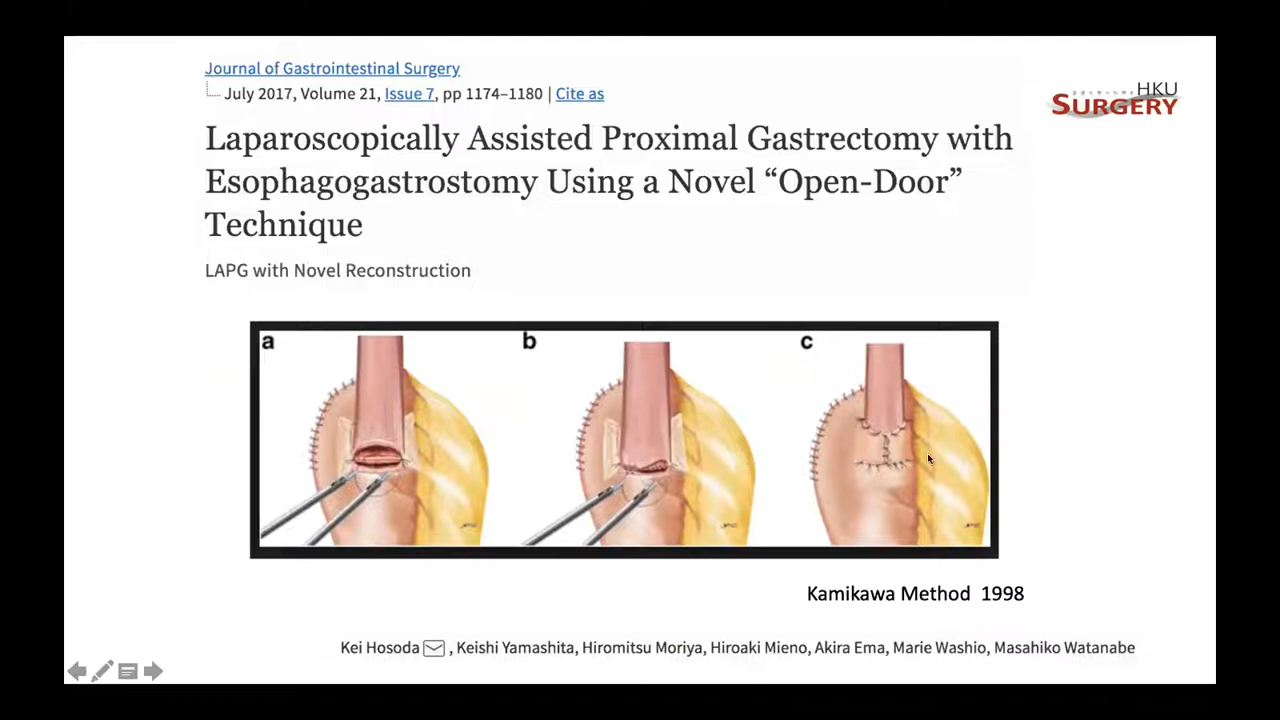 Journal of Gastrointestinal Surgery
July 2017, Volume 21, Issue 7, pp 1174–1180 | Cite as
HKU
SURGERY
Laparoscopically Assisted Proximal Gastrectomy with
Esophagogastrostomy Using a Novel “Open-Door”
Technique
LAPG with Novel Reconstruction
a
b
c
Kamikawa Method 1998
Kei Hosoda , Keishi Yamashita, Hiromitsu Moriya, Hiroaki Mieno, Akira Ema, Marie Washio, Masahiko Watanabe